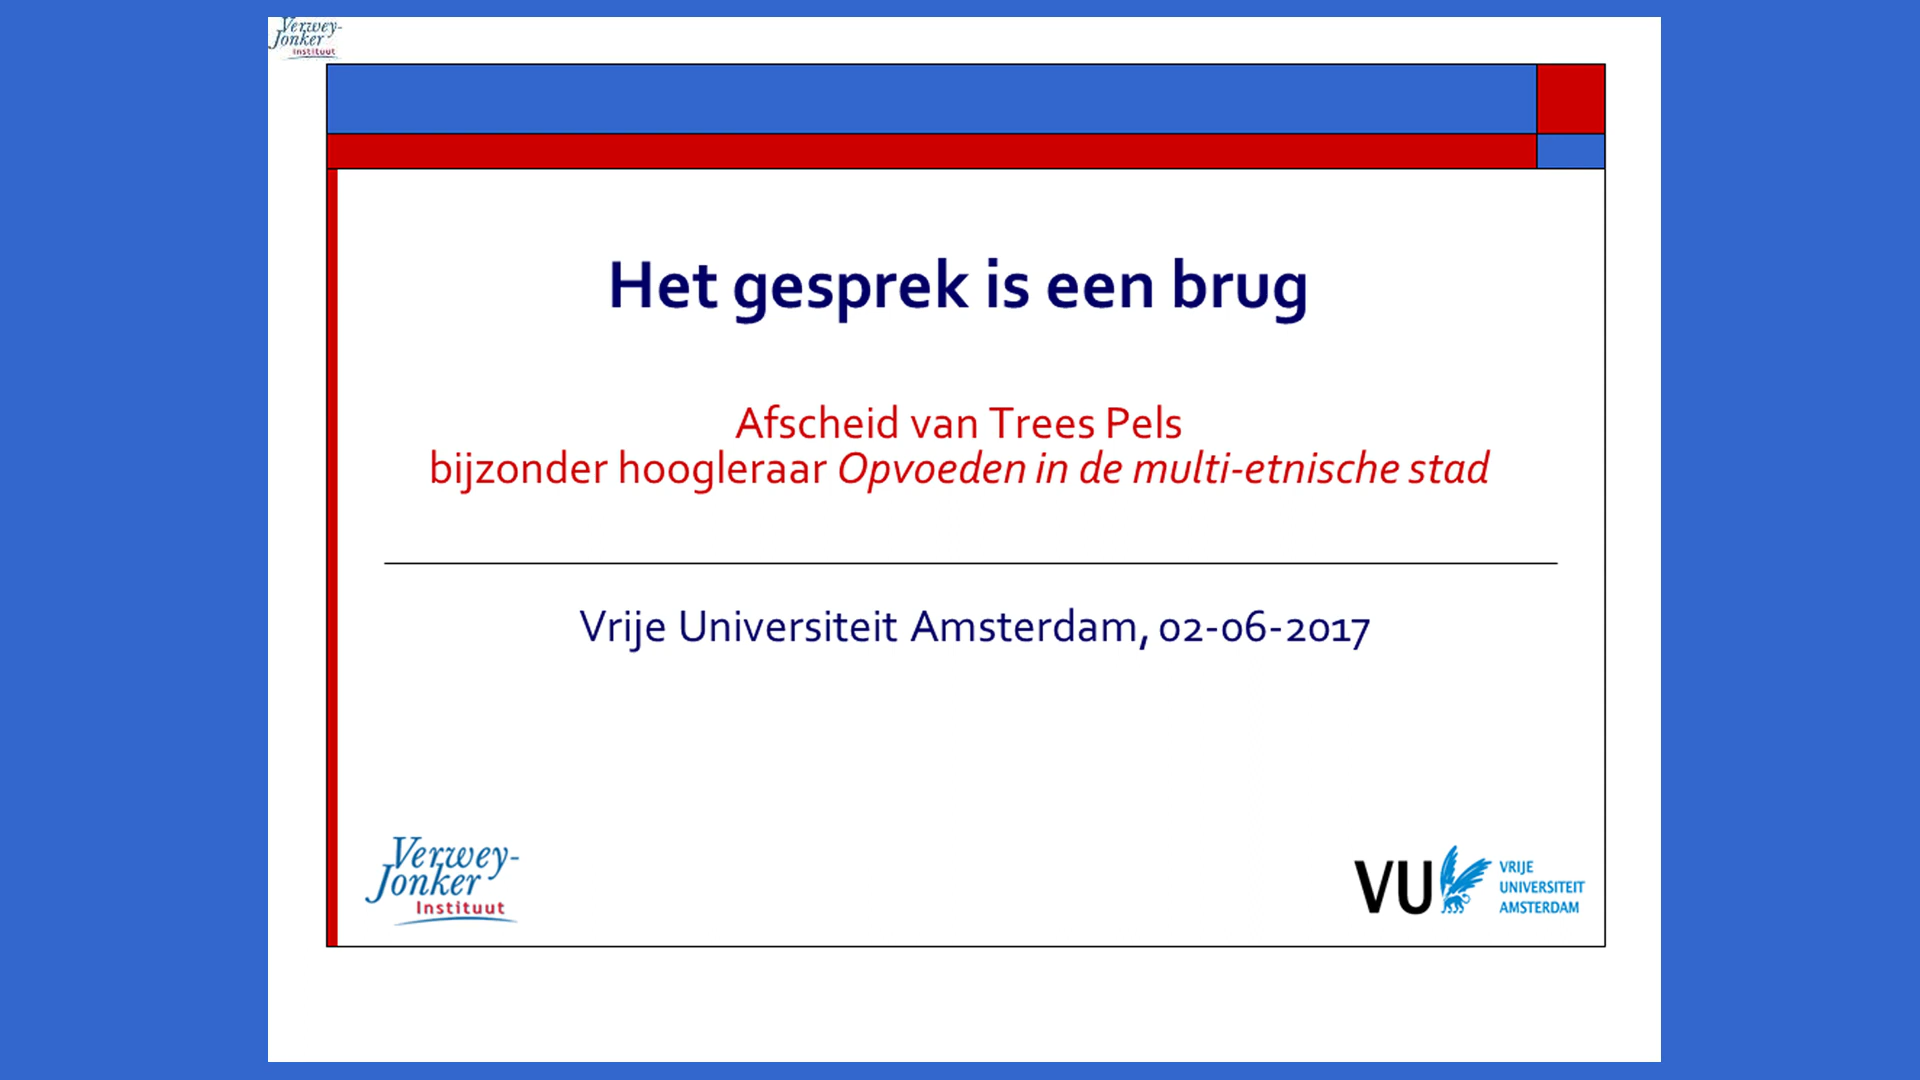 Verwey-
Jonker
Instituut
Het gesprek is een brug
Afscheid van Trees Pels
bijzonder hoogleraar Opvoeden in de multi-etnische stad
Vrije Universiteit Amsterdam, 02-06-2017
Verwey-
Jonker
Instituut
VU
VRIJE
UNIVERSITEIT
AMSTERDAM